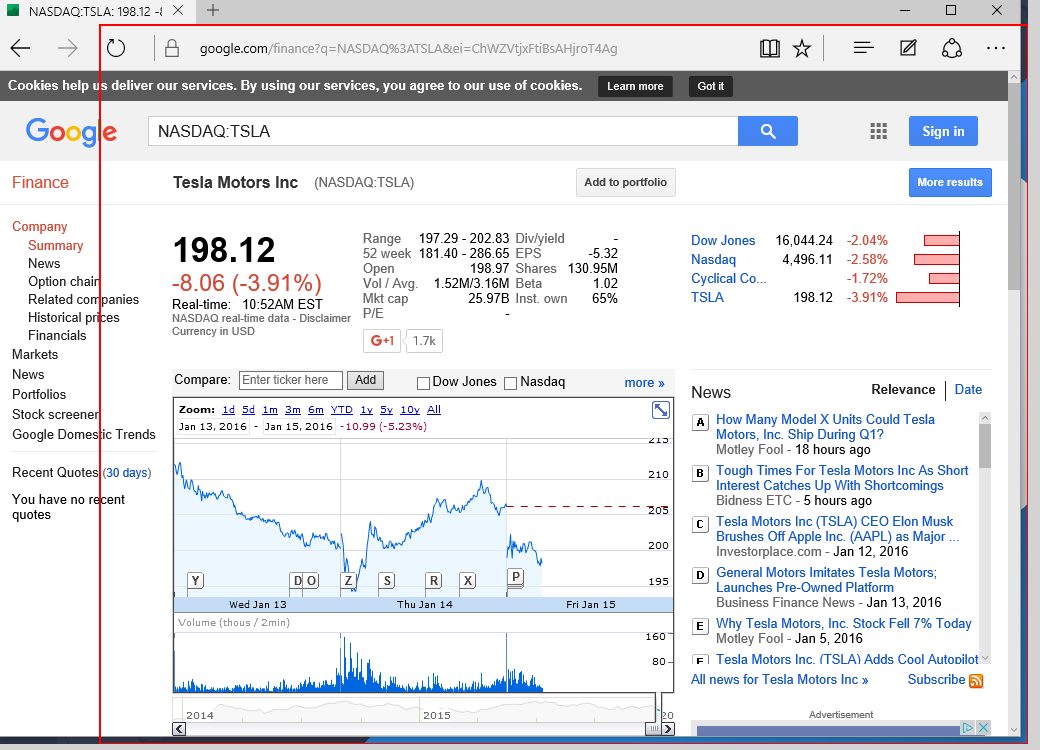 NASDAQ:TSLA: 198.12 -8
google.com/finance?q=NASDAQ%3ATSLA&ei=ChWZVtjxFtiBsAHjroT4Ag
Cookies help us deliver our services. By using our services, you agree to our use of cookies. Learn more Got it
Google NASDAQ:TSLA Sign in
Finance Tesla Motors Inc (NASDAQ:TSLA) Add to portfolio More results
Company
Summary
News
Option chain
Related companies
Historical prices
Financials
Markets
News
Portfolios
Stock screener
Google Domestic Trends
Recent Quotes (30 days)
You have no recent
quotes
198.12
-8.06 (-3.91%)
Real-time: 10:52AM EST
NASDAQ real-time data - Disclaimer
Currency in USD
Range 197.29 - 202.83 Div/yield -
52 week 181.40 - 286.65 EPS -5.32
Open 198.97 Shares 130.95M
Vol / Avg. 1.52M/3.16M Beta 1.02
Mkt cap 25.97B Inst. own 65%
P/E -
G+1 1.7k
Dow Jones 16,044.24 -2.04%
Nasdaq 4,496.11 -2.58%
Cyclical Co... -1.72%
TSLA 198.12 -3.91%
Compare: Enter ticker here Add Dow Jones Nasdaq more »
Zoom: 1d 5d 1m 3m 6m YTD 1y 5y 10y All
Jan 13, 2016 - Jan 15, 2016 -10.99 (-5.23%)
215
210
205
200
195
Y D O Z S R X P
Wed Jan 13 Thu Jan 14 Fri Jan 15
Volume (thous / 2min)
160
80
2014 2015 20
News Relevance Date
A How Many Model X Units Could Tesla
Motors, Inc. Ship During Q1?
Motley Fool - 18 hours ago
B Tough Times For Tesla Motors Inc As Short
Interest Catches Up With Shortcomings
Bidness ETC - 5 hours ago
C Tesla Motors Inc (TSLA) CEO Elon Musk
Brushes Off Apple Inc. (AAPL) as Major ...
Investorplace.com - Jan 12, 2016
D General Motors Imitates Tesla Motors;
Launches Pre-Owned Platform
Business Finance News - Jan 13, 2016
E Why Tesla Motors, Inc. Stock Fell 7% Today
Motley Fool - Jan 5, 2016
F Tesla Motors Inc. (TSLA) Adds Cool Autopilot
All news for Tesla Motors Inc » Subscribe
Advertisement